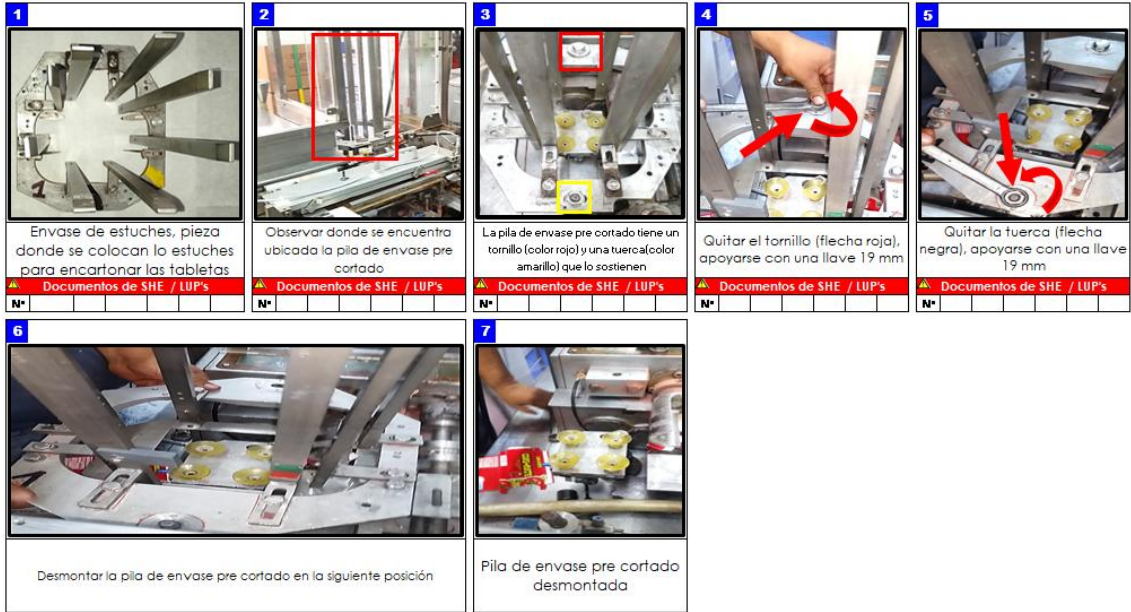 1
2
3
4
5
Envase de estuches, pieza
donde se colocan lo estuches
para encartonar las tabletas
Observar donde se encuentra
ubicada la pila de envase pre
cortado
La pila de envase pre cortado tiene un
tornillo (color rojo) y una tuerca(color
amarillo) que lo sostienen
Quitar el tornillo (flecha roja),
apoyarse con una llave 19 mm
Quitar la tuerca (flecha
negra), apoyarse con una llave
19 mm
Documentos de SHE / LUP's
Documentos de SHE / LUP's
Documentos de SHE / LUP's
Documentos de SHE / LUP's
Documentos de SHE / LUP's
N°
N°
N°
N°
N°
6
7
Desmontar la pila de envase pre cortado en la siguiente posición
Pila de envase pre cortado
desmontada